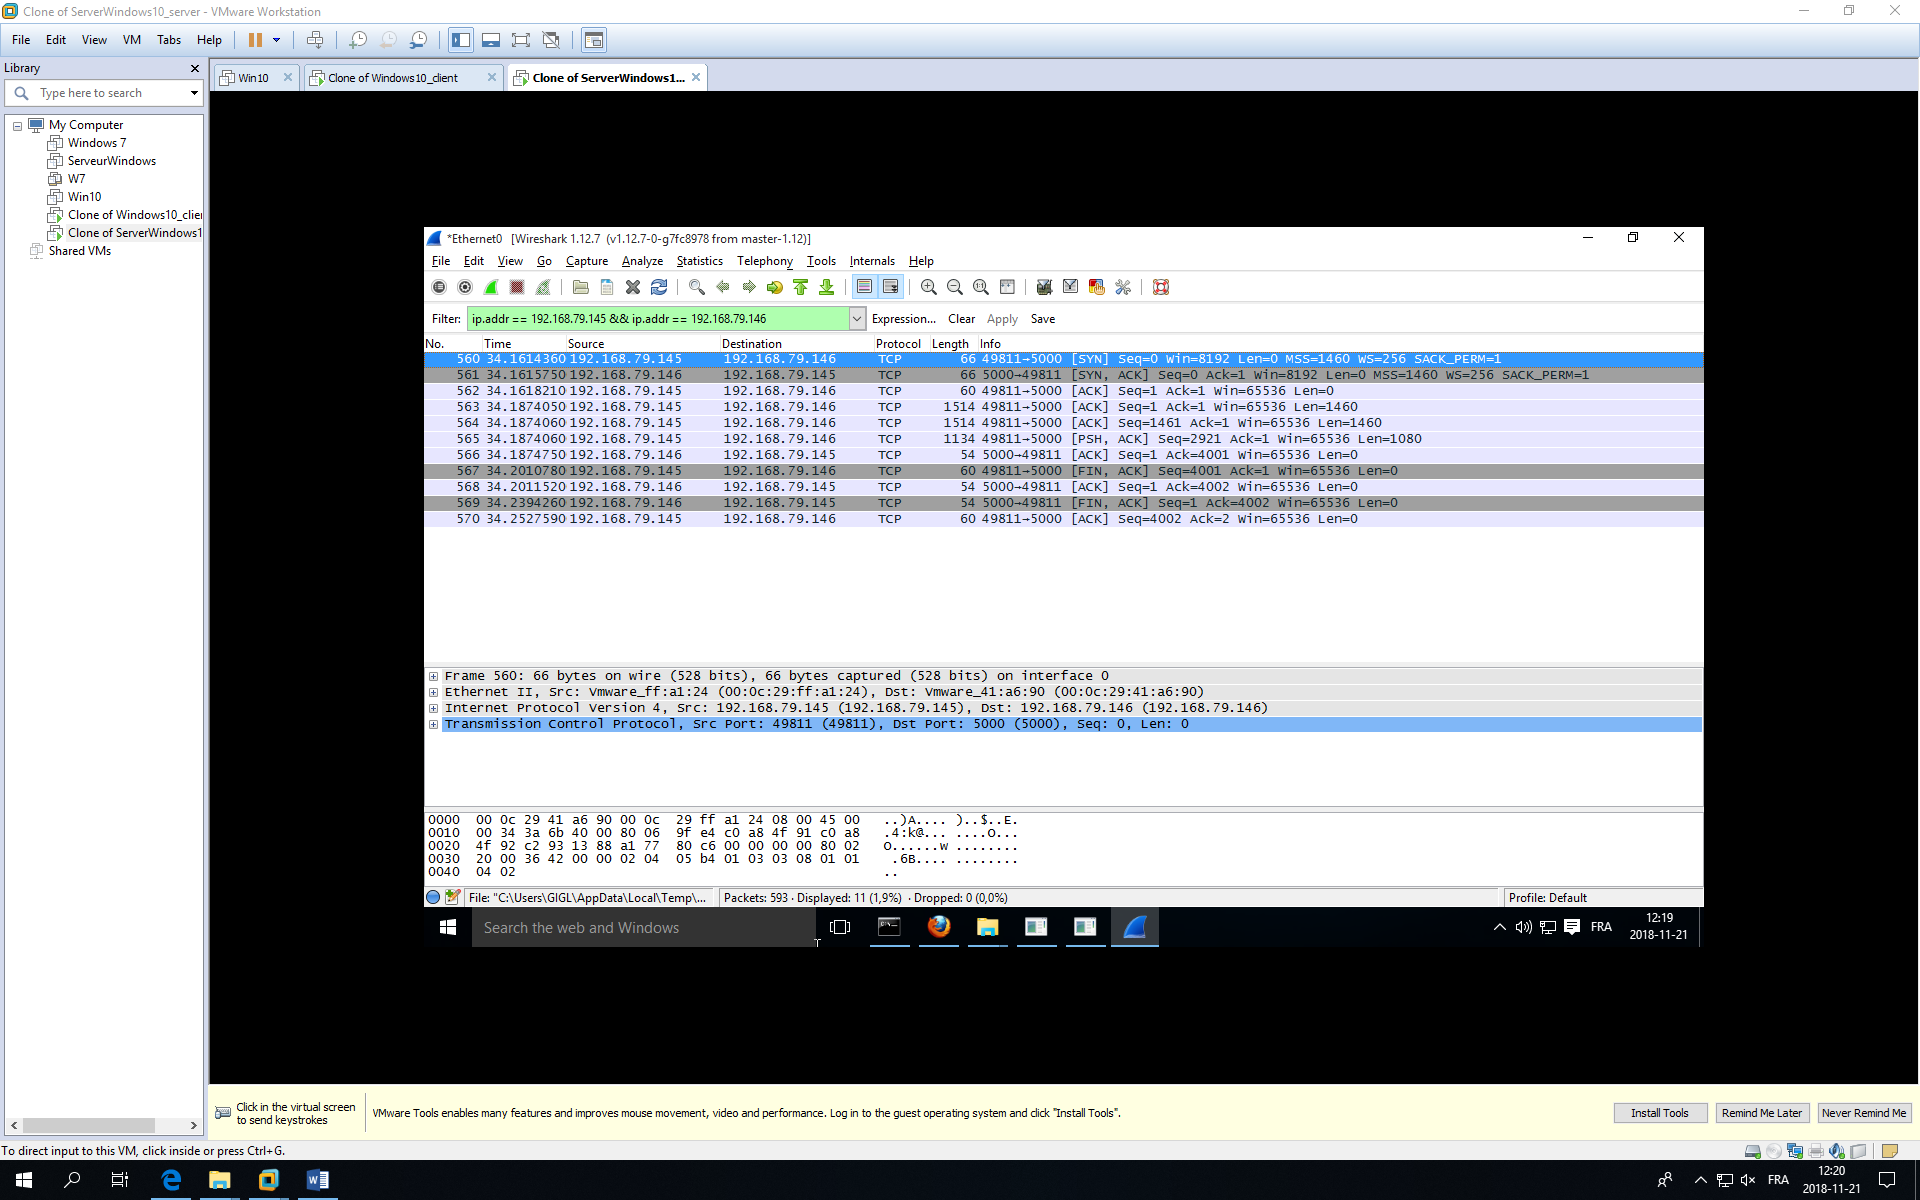 Clone of ServerWindows10_server - VMware Workstation
File Edit View VM Tabs Help
Library
Type here to search
My Computer
Windows 7
ServeurWindows
W7
Win10
Clone of Windows10_clie
Clone of ServerWindows1
Shared VMs
Win10
Clone of Windows10_client
Clone of ServerWindows1...
*Ethernet0 [Wireshark 1.12.7 (v1.12.7-0-g7fc8978 from master-1.12)]
File Edit View Go Capture Analyze Statistics Telephony Tools Internals Help
Filter: ip.addr == 192.168.79.145 && ip.addr == 192.168.79.146 Expression... Clear Apply Save
No. Time Source Destination Protocol Length Info
560 34.1614360 192.168.79.145 192.168.79.146 TCP 66 49811→5000 [SYN] Seq=0 Win=8192 Len=0 MSS=1460 WS=256 SACK_PERM=1
561 34.1615750 192.168.79.146 192.168.79.145 TCP 66 5000→49811 [SYN, ACK] Seq=0 Ack=1 Win=8192 Len=0 MSS=1460 WS=256 SACK_PERM=1
562 34.1618210 192.168.79.145 192.168.79.146 TCP 60 49811→5000 [ACK] Seq=1 Ack=1 Win=65536 Len=0
563 34.1874050 192.168.79.145 192.168.79.146 TCP 1514 49811→5000 [ACK] Seq=1 Ack=1 Win=65536 Len=1460
564 34.1874060 192.168.79.145 192.168.79.146 TCP 1514 49811→5000 [ACK] Seq=1461 Ack=1 Win=65536 Len=1460
565 34.1874060 192.168.79.145 192.168.79.146 TCP 1134 49811→5000 [PSH, ACK] Seq=2921 Ack=1 Win=65536 Len=1080
566 34.1874750 192.168.79.146 192.168.79.145 TCP 54 5000→49811 [ACK] Seq=1 Ack=4001 Win=65536 Len=0
567 34.2010780 192.168.79.145 192.168.79.146 TCP 60 49811→5000 [FIN, ACK] Seq=4001 Ack=1 Win=65536 Len=0
568 34.2011520 192.168.79.146 192.168.79.145 TCP 54 5000→49811 [ACK] Seq=1 Ack=4002 Win=65536 Len=0
569 34.2394260 192.168.79.146 192.168.79.145 TCP 54 5000→49811 [FIN, ACK] Seq=1 Ack=4002 Win=65536 Len=0
570 34.2527590 192.168.79.145 192.168.79.146 TCP 60 49811→5000 [ACK] Seq=4002 Ack=2 Win=65536 Len=0
Frame 560: 66 bytes on wire (528 bits), 66 bytes captured (528 bits) on interface 0
Ethernet II, Src: Vmware_ff:a1:24 (00:0c:29:ff:a1:24), Dst: Vmware_41:a6:90 (00:0c:29:41:a6:90)
Internet Protocol Version 4, Src: 192.168.79.145 (192.168.79.145), Dst: 192.168.79.146 (192.168.79.146)
Transmission Control Protocol, Src Port: 49811 (49811), Dst Port: 5000 (5000), Seq: 0, Len: 0
0000 00 0c 29 41 a6 90 00 0c 29 ff a1 24 08 00 45 00 ..)A.... )..$..E.
0010 00 34 3a 6b 40 00 80 06 9f e4 c0 a8 4f 91 c0 a8 .4:k@... ....O...
0020 4f 92 c2 93 13 88 a1 77 80 c6 00 00 00 00 80 02 O......w ........
0030 20 00 36 42 00 00 02 04 05 b4 01 03 03 08 01 01 .6B.... ........
0040 04 02 ..
File: "C:\Users\GIGL\AppData\Local\Temp\... Packets: 593 · Displayed: 11 (1,9%) · Dropped: 0 (0,0%) Profile: Default
Search the web and Windows
FRA
12:19
2018-11-21
Click in the virtual screen
to send keystrokes
VMware Tools enables many features and improves mouse movement, video and performance. Log in to the guest operating system and click "Install Tools".
Install Tools Remind Me Later Never Remind Me
To direct input to this VM, click inside or press Ctrl+G.
FRA
12:20
2018-11-21